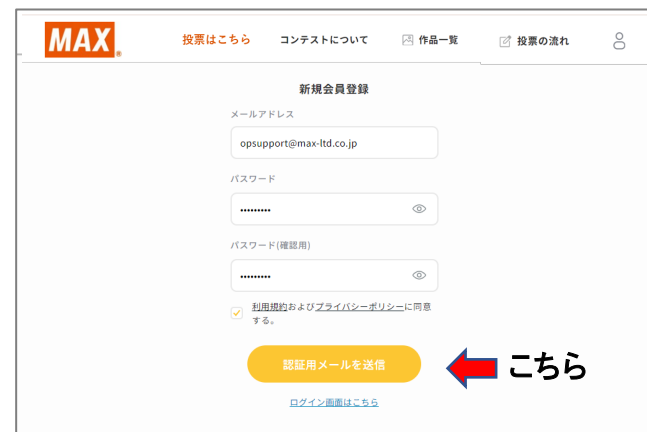 MAX®
投票はこちら コンテストについて 作品一覧 投票の流れ
新規会員登録
メールアドレス
opsupport@max-ltd.co.jp
パスワード
•••••••••
パスワード(確認用)
•••••••••
利用規約およびプライバシーポリシーに同意
する。
認証用メールを送信
こちら
ログイン画面はこちら